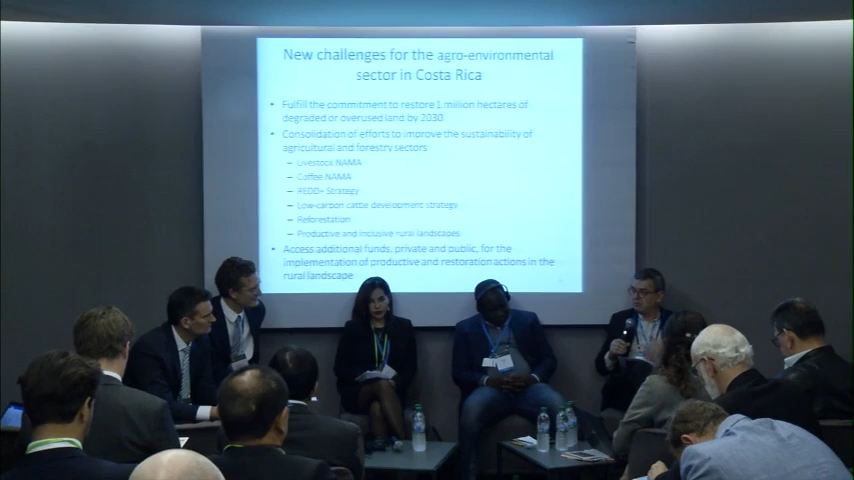 New challenges for the agro-environmental
sector in Costa Rica
• Fulfill the commitment to restore 1 million hectares of
degraded or overused land by 2030
• Consolidation of efforts to improve the sustainability of
agricultural and forestry sectors
– Livestock NAMA
– Coffee NAMA
– REDD+ Strategy
– Low-carbon cattle development strategy
– Reforestation
– Productive and inclusive rural landscapes
• Access additional funds, private and public, for the
implementation of productive and restoration actions in the
rural landscape